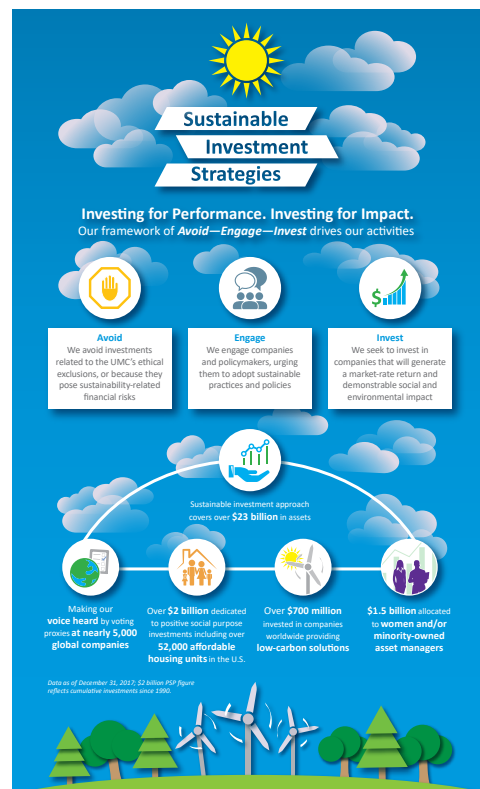 Sustainable
Investment
Strategies
Investing for Performance. Investing for Impact.
Our framework of Avoid—Engage—Invest drives our activities
Avoid
We avoid investments
related to the UMC's ethical
exclusions, or because they
pose sustainability-related
financial risks
Engage
We engage companies
and policymakers, urging
them to adopt sustainable
practices and policies
Invest
We seek to invest in
companies that will generate
a market-rate return and
demonstrable social and
environmental impact
Sustainable investment approach
covers over $23 billion in assets
Making our
voice heard by voting
proxies at nearly 5,000
global companies
Over $2 billion dedicated
to positive social purpose
investments including over
52,000 affordable
housing units in the U.S.
Over $700 million
invested in companies
worldwide providing
low-carbon solutions
$1.5 billion allocated
to women and/or
minority-owned
asset managers
Data as of December 31, 2017; $2 billion PSP figure
reflects cumulative investments since 1990.